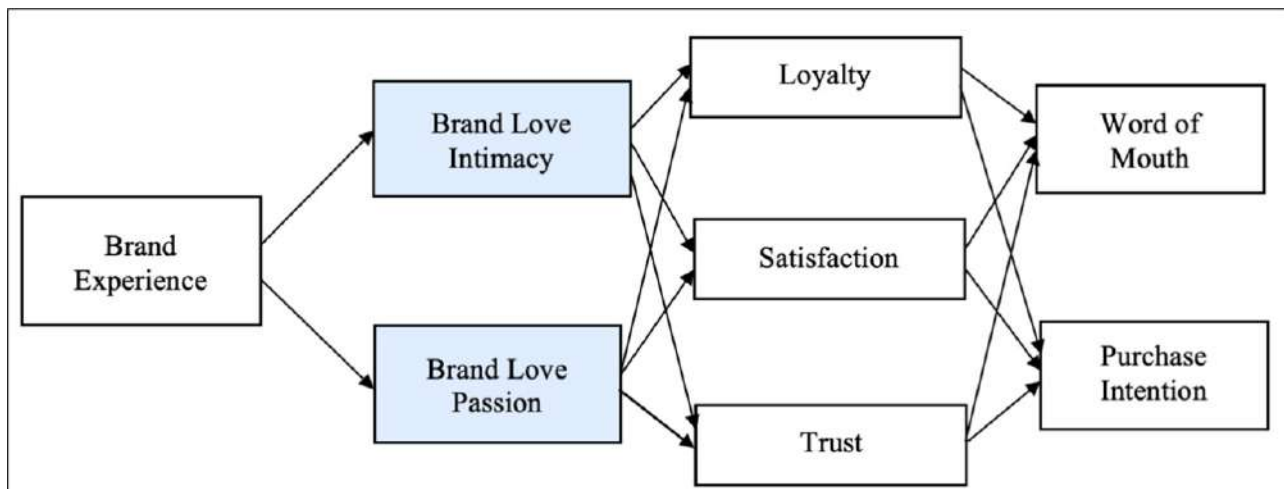 Brand
Experience
Brand Love
Intimacy
Brand Love
Passion
Loyalty
Satisfaction
Trust
Word of
Mouth
Purchase
Intention